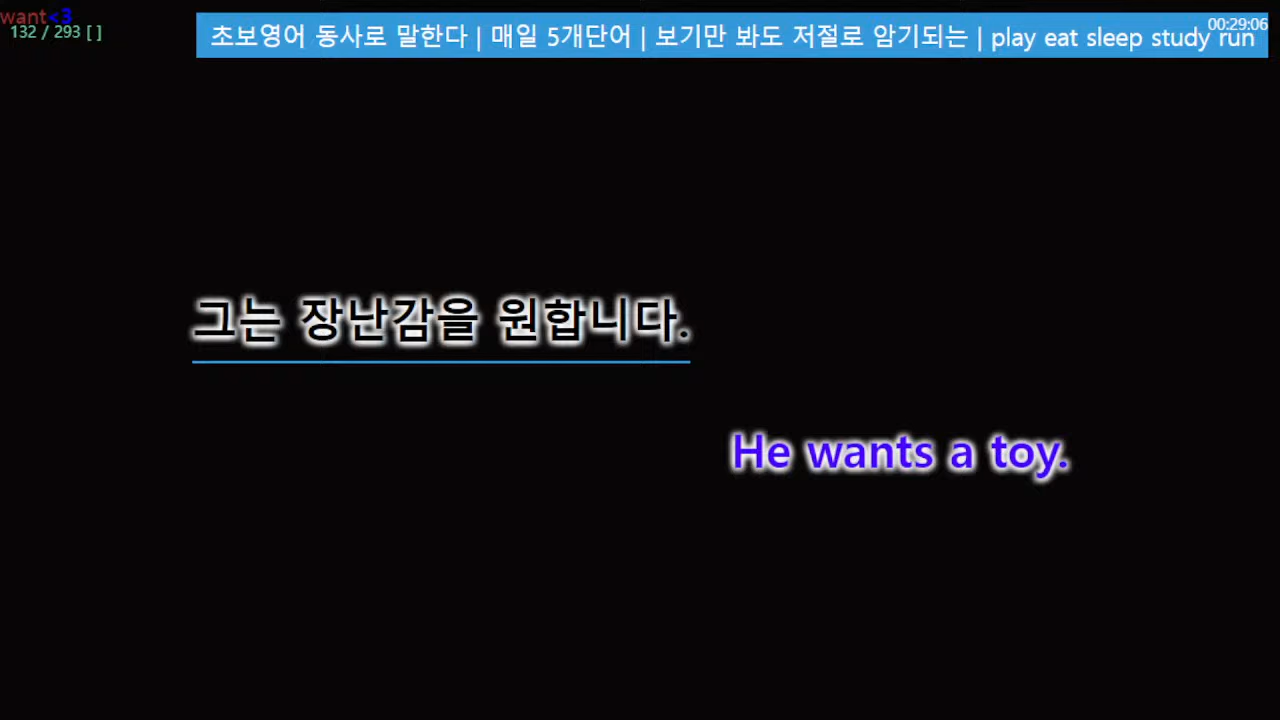 want<3
132 / 293 [ ]
00:29:06
초보영어 동사로 말한다 | 매일 5개단어 | 보기만 봐도 저절로 암기되는 | play eat sleep study run
그는 장난감을 원합니다.
He wants a toy.